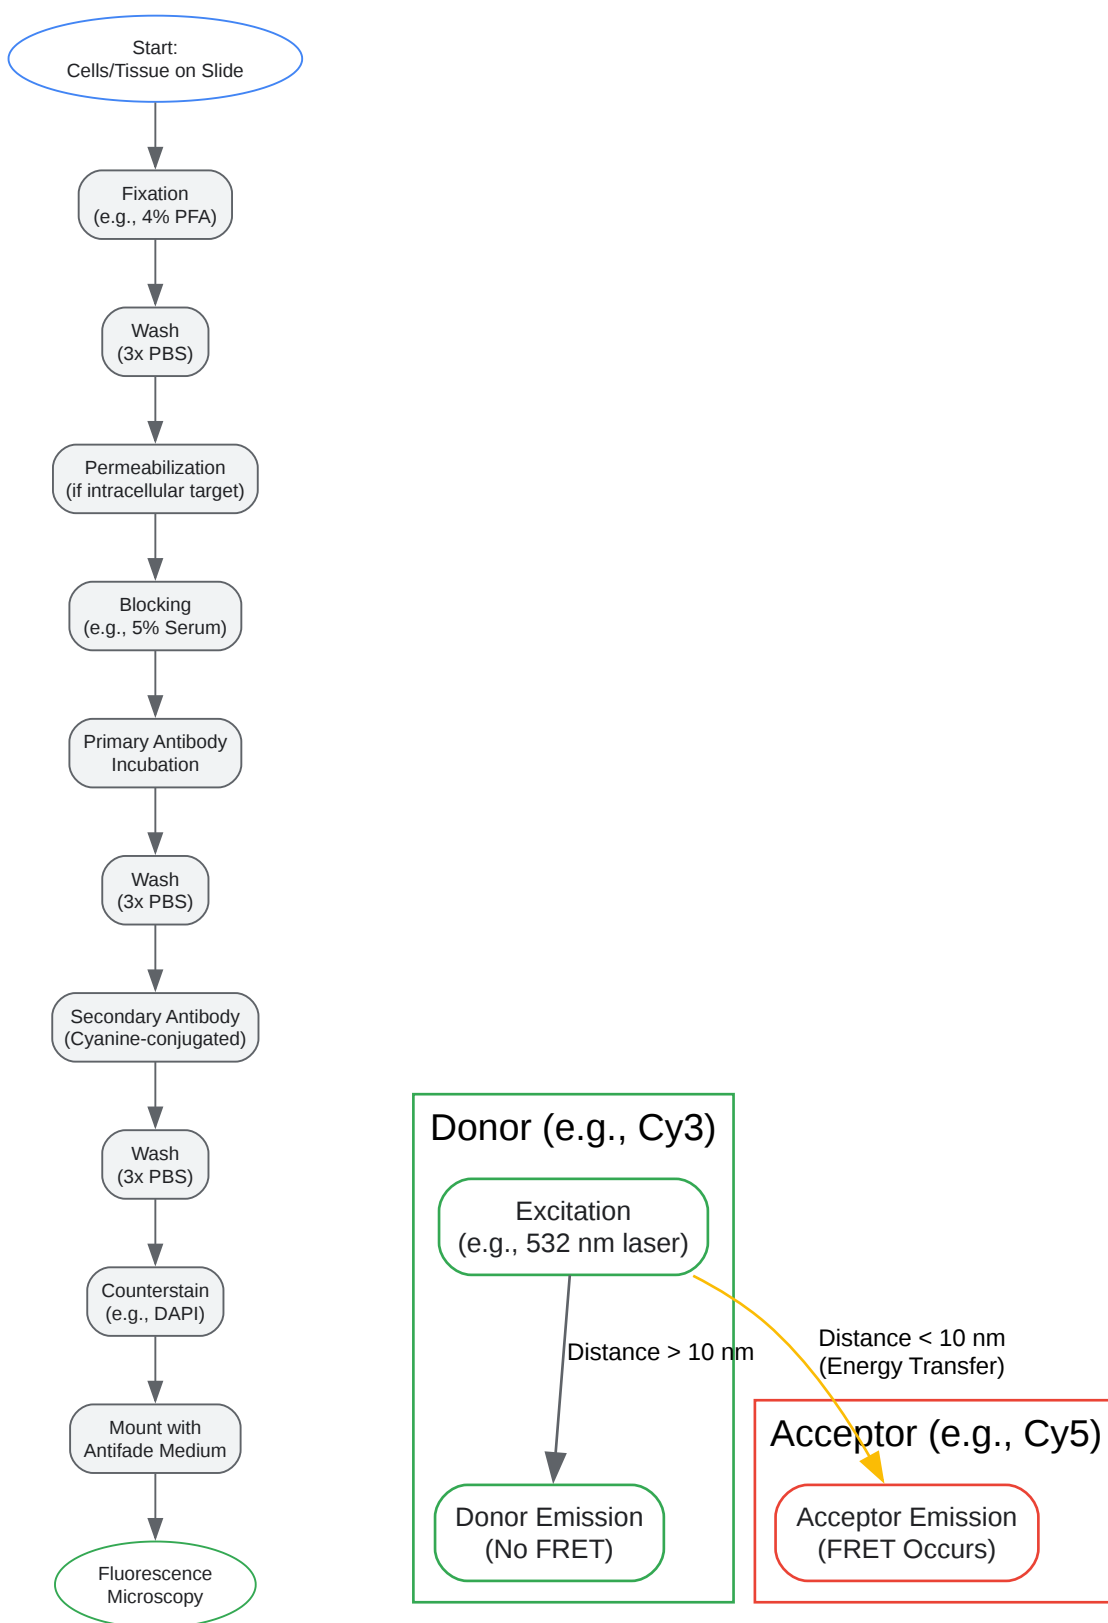 Start:
Cells/Tissue on Slide
Fixation
(e.g., 4% PFA)
Wash
(3x PBS)
Permeabilization
(if intracellular target)
Blocking
(e.g., 5% Serum)
Primary Antibody
Incubation
Wash
(3x PBS)
Secondary Antibody
(Cyanine-conjugated)
Wash
(3x PBS)
Counterstain
(e.g., DAPI)
Mount with
Antifade Medium
Fluorescence
Microscopy
Donor (e.g., Cy3)
Excitation
(e.g., 532 nm laser)
Distance > 10 nm
Distance < 10 nm
(Energy Transfer)
Donor Emission
(No FRET)
Acceptor (e.g., Cy5)
Acceptor Emission
(FRET Occurs)